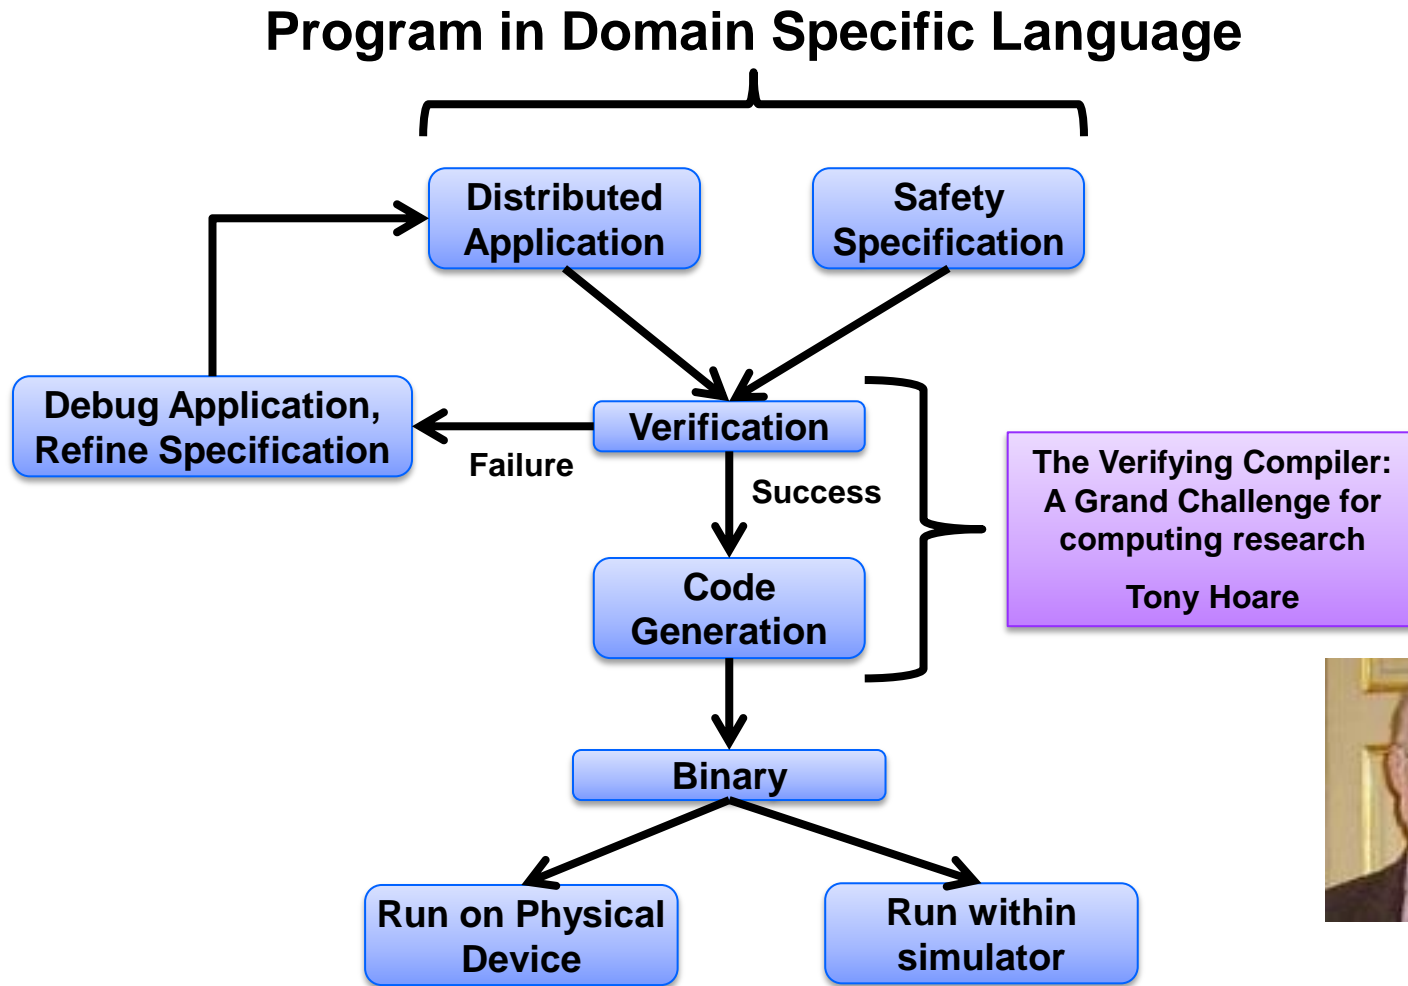 Program in Domain Specific Language
Distributed
Application
Safety
Specification
Debug Application,
Refine Specification
Failure
Verification
Success
The Verifying Compiler:
A Grand Challenge for
computing research
Tony Hoare
Code
Generation
Binary
Run on Physical
Device
Run within
simulator